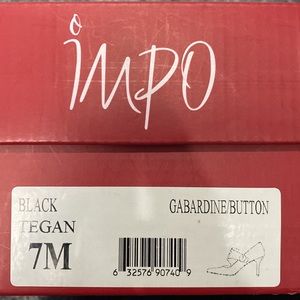 impo
BLACK
GABARDINE/BUTTON
TEGAN
7M
6 32576 90740 9